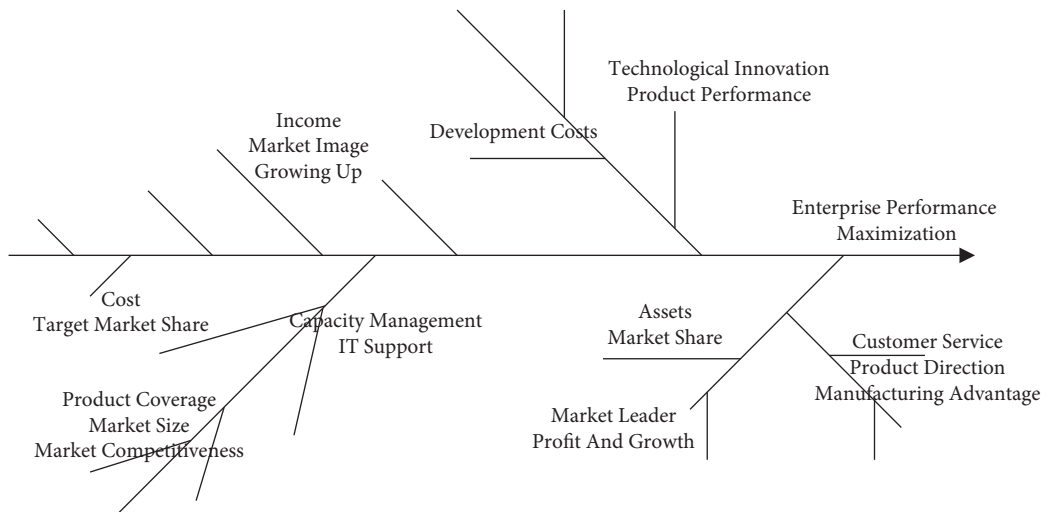 Technological Innovation
Product Performance
Development Costs
Income
Market Image
Growing Up
Enterprise Performance
Maximization
Cost
Target Market Share
Capacity Management
IT Support
Assets
Market Share
Customer Service
Product Direction
Manufacturing Advantage
Product Coverage
Market Size
Market Competitiveness
Market Leader
Profit And Growth